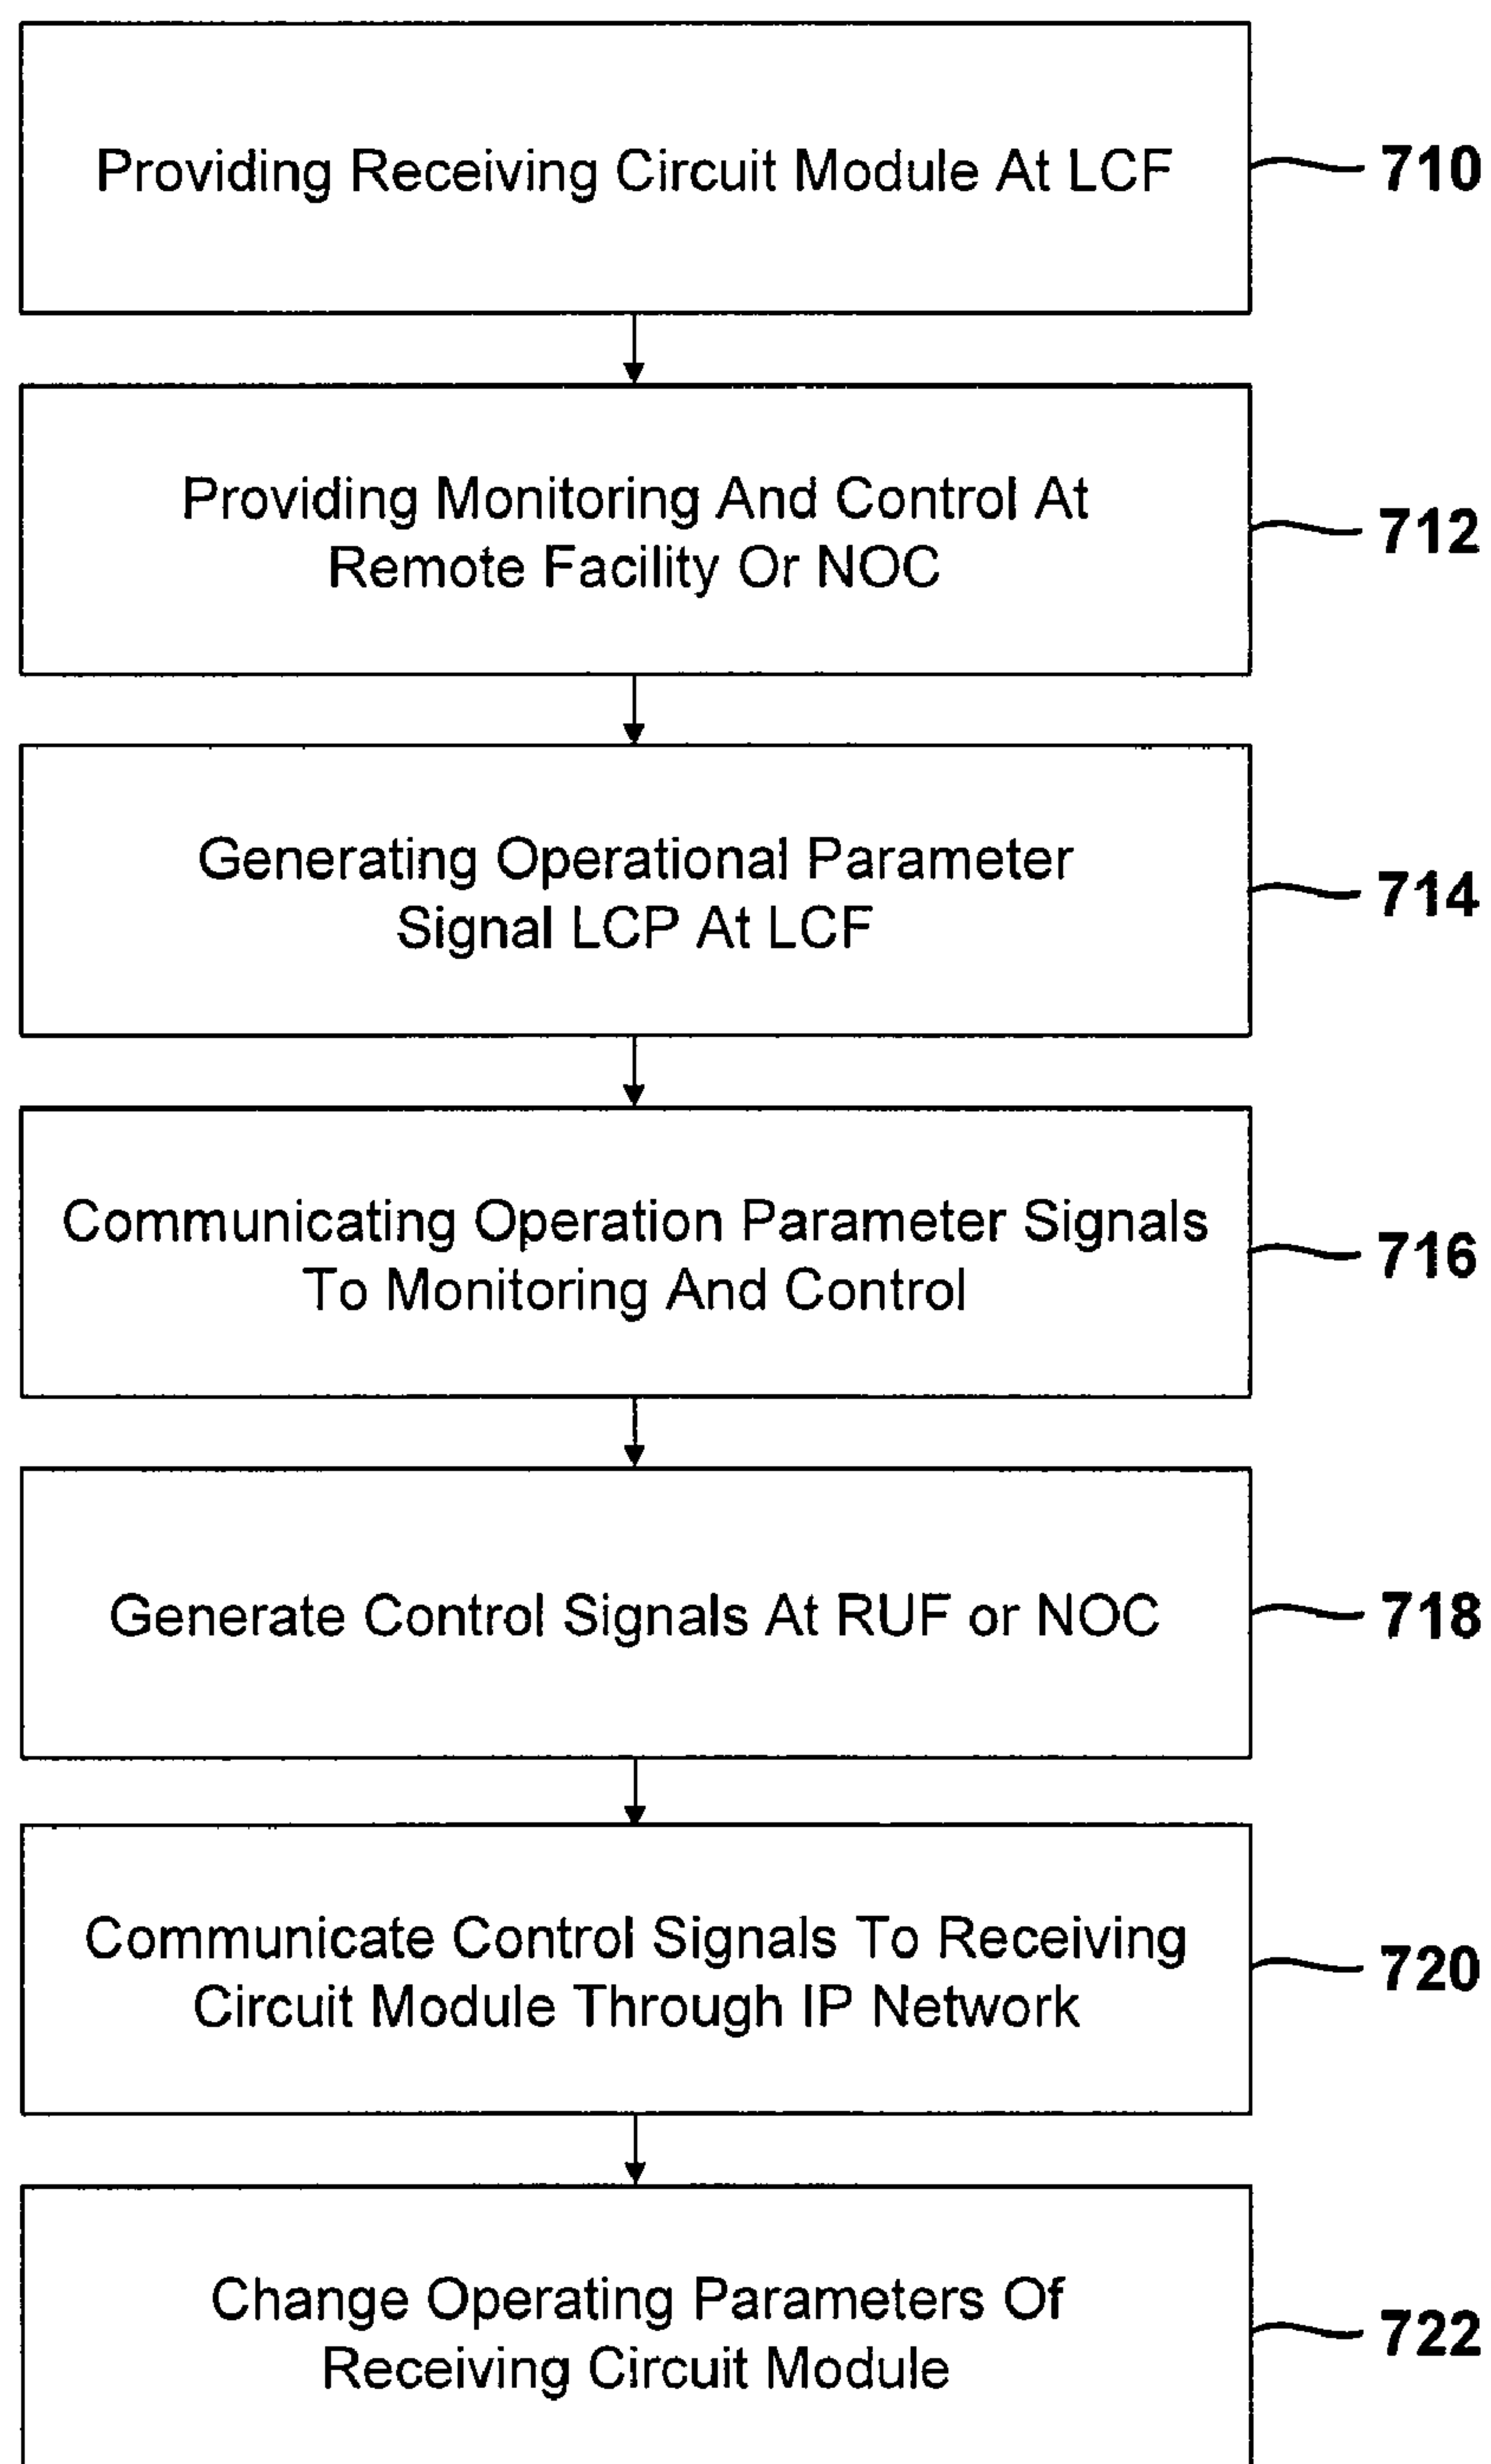 Providing Receiving Circuit Module At LCF
710
Providing Monitoring And Control At
Remote Facility Or NOC
712
Generating Operational Parameter
Signal LCP At LCF
714
Communicating Operation Parameter Signals
To Monitoring And Control
716
Generate Control Signals At RUF or NOC
718
Communicate Control Signals To Receiving
Circuit Module Through IP Network
720
Change Operating Parameters Of
Receiving Circuit Module
722